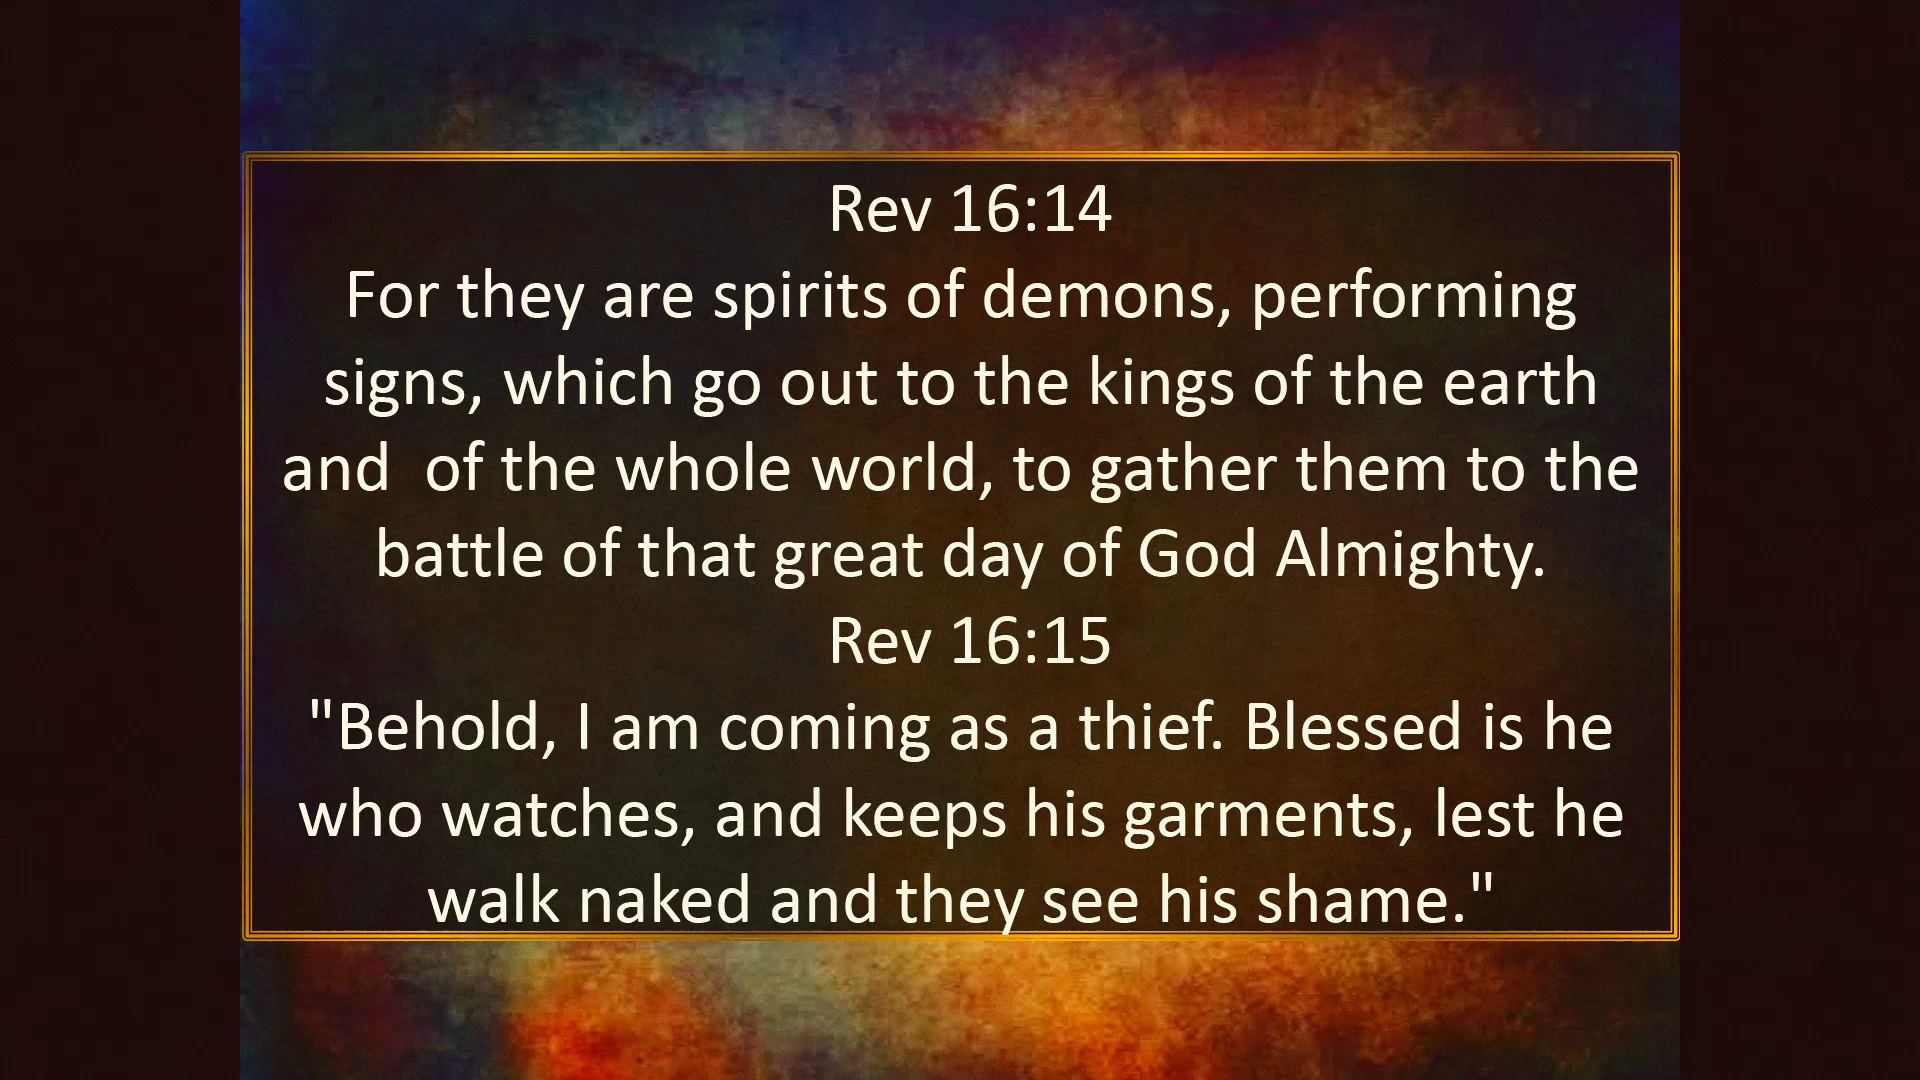 Rev 16:14
For they are spirits of demons, performing
signs, which go out to the kings of the earth
and  of the whole world, to gather them to the
battle of that great day of God Almighty.
Rev 16:15
"Behold, I am coming as a thief. Blessed is he
who watches, and keeps his garments, lest he
walk naked and they see his shame."